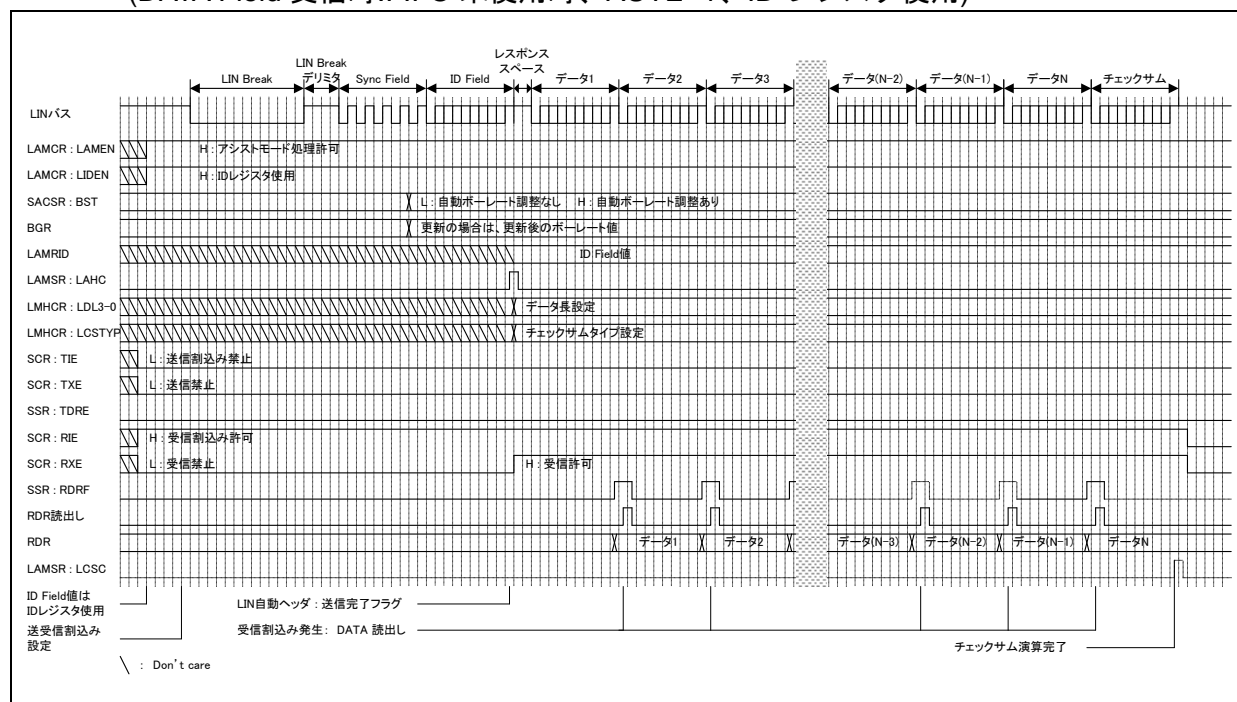 LIN Break
LIN Break
デリミタ
Sync Field
ID Field
レスポンス
スペース
データ1
データ2
データ3
データ(N-2)
データ(N-1)
データN
チェックサム
LINバス
LAMCR : LAMEN
H : アシストモード処理許可
LAMCR : LIDEN
H : IDレジスタ使用
SACSR : BST
L : 自動ボーレート調整なし H : 自動ボーレート調整あり
BGR
更新の場合は、更新後のボーレート値
LAMRID
ID Field値
LAMSR : LAHC
LMHCR : LDL3-0
データ長設定
LMHCR : LCSTYP
チェックサムタイプ設定
SCR : TIE
L : 送信割込み禁止
SCR : TXE
L : 送信禁止
SSR : TDRE
SCR : RIE
H : 受信割込み許可
SCR : RXE
L : 受信禁止
H : 受信許可
SSR : RDRF
RDR読出し
RDR
データ1
データ2
データ(N-3)
データ(N-2)
データ(N-1)
データN
LAMSR : LCSC
ID Field値は
IDレジスタ使用
LIN自動ヘッダ : 送信完了フラグ
送受信割込み
設定
受信割込み発生: DATA 読出し
チェックサム演算完了
: Don't care